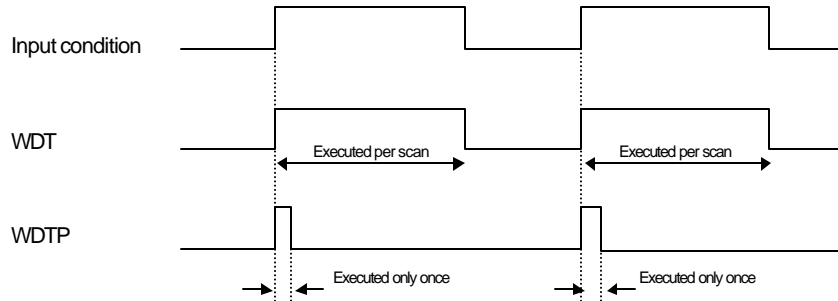 Input condition
WDT
Executed per scan Executed per scan
WDTP
Executed only once Executed only once